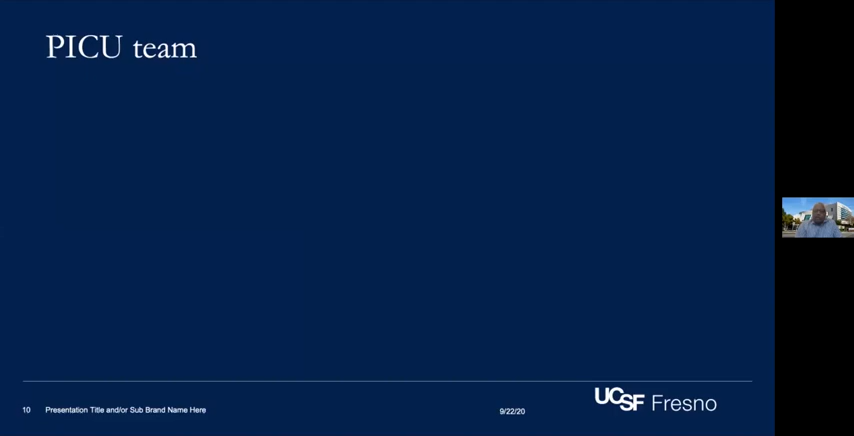 PICU team
10 Presentation Title and/or Sub Brand Name Here
9/22/20
UCSF Fresno